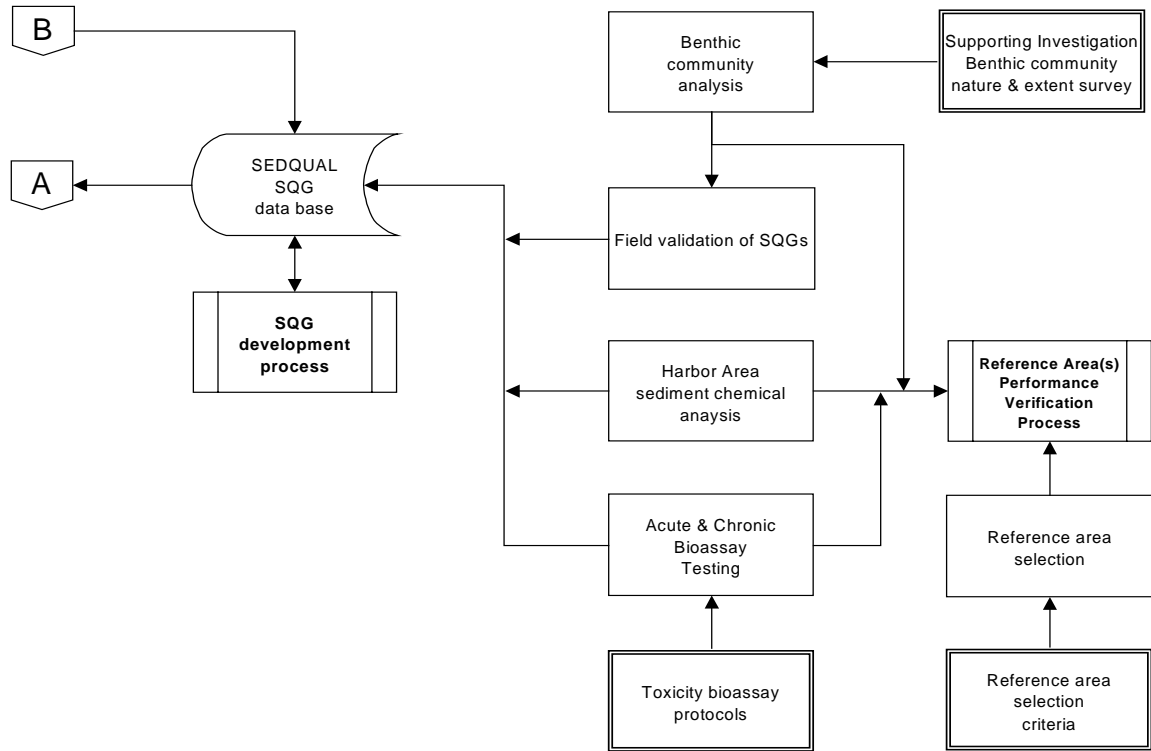 B
Benthic
community
analysis
Supporting Investigation
Benthic community
nature & extent survey
A
SEDQUAL
SQG
data base
Field validation of SQGs
SQG
development
process
Harbor Area
sediment chemical
anaysis
Reference Area(s)
Performance
Verification
Process
Acute & Chronic
Bioassay
Testing
Reference area
selection
Toxicity bioassay
protocols
Reference area
selection
criteria